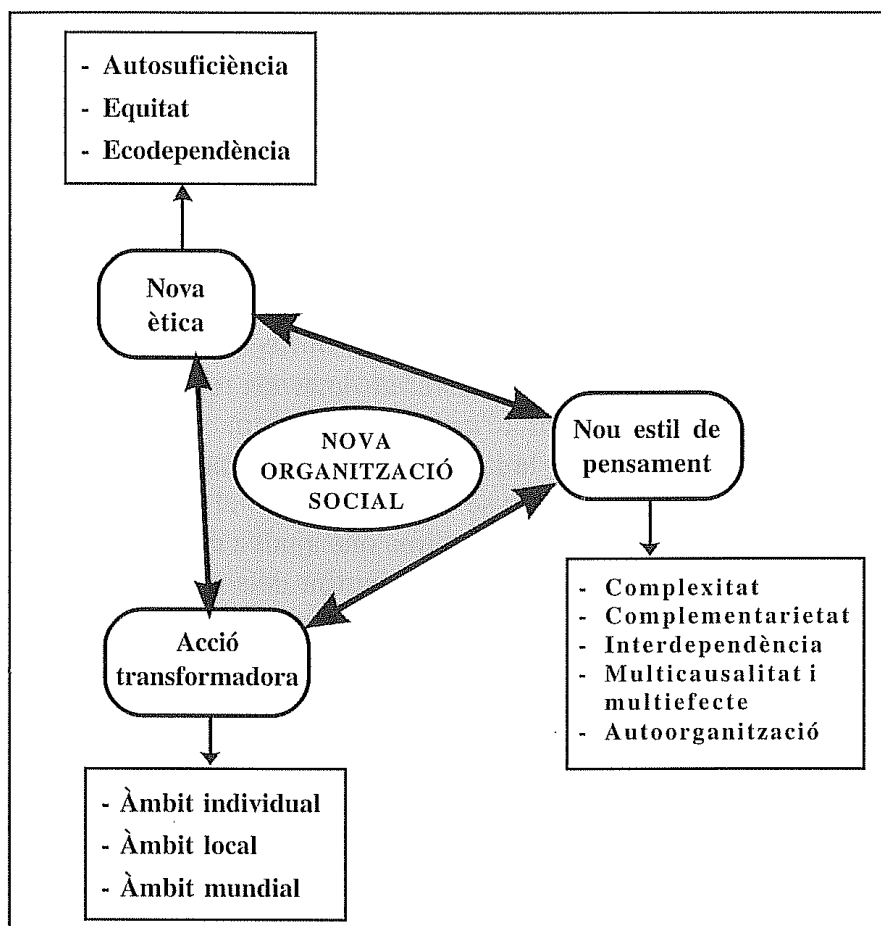 - Autosuficiència
- Equitat
- Ecodependència
Nova
ètica
NOVA
ORGANITZACIÓ
SOCIAL
Nou estil de
pensament
Acció
transformadora
- Complexitat
- Complementarietat
- Interdependència
- Multicausalitat i
multiefecte
- Autoorganització
- Àmbit individual
- Àmbit local
- Àmbit mundial